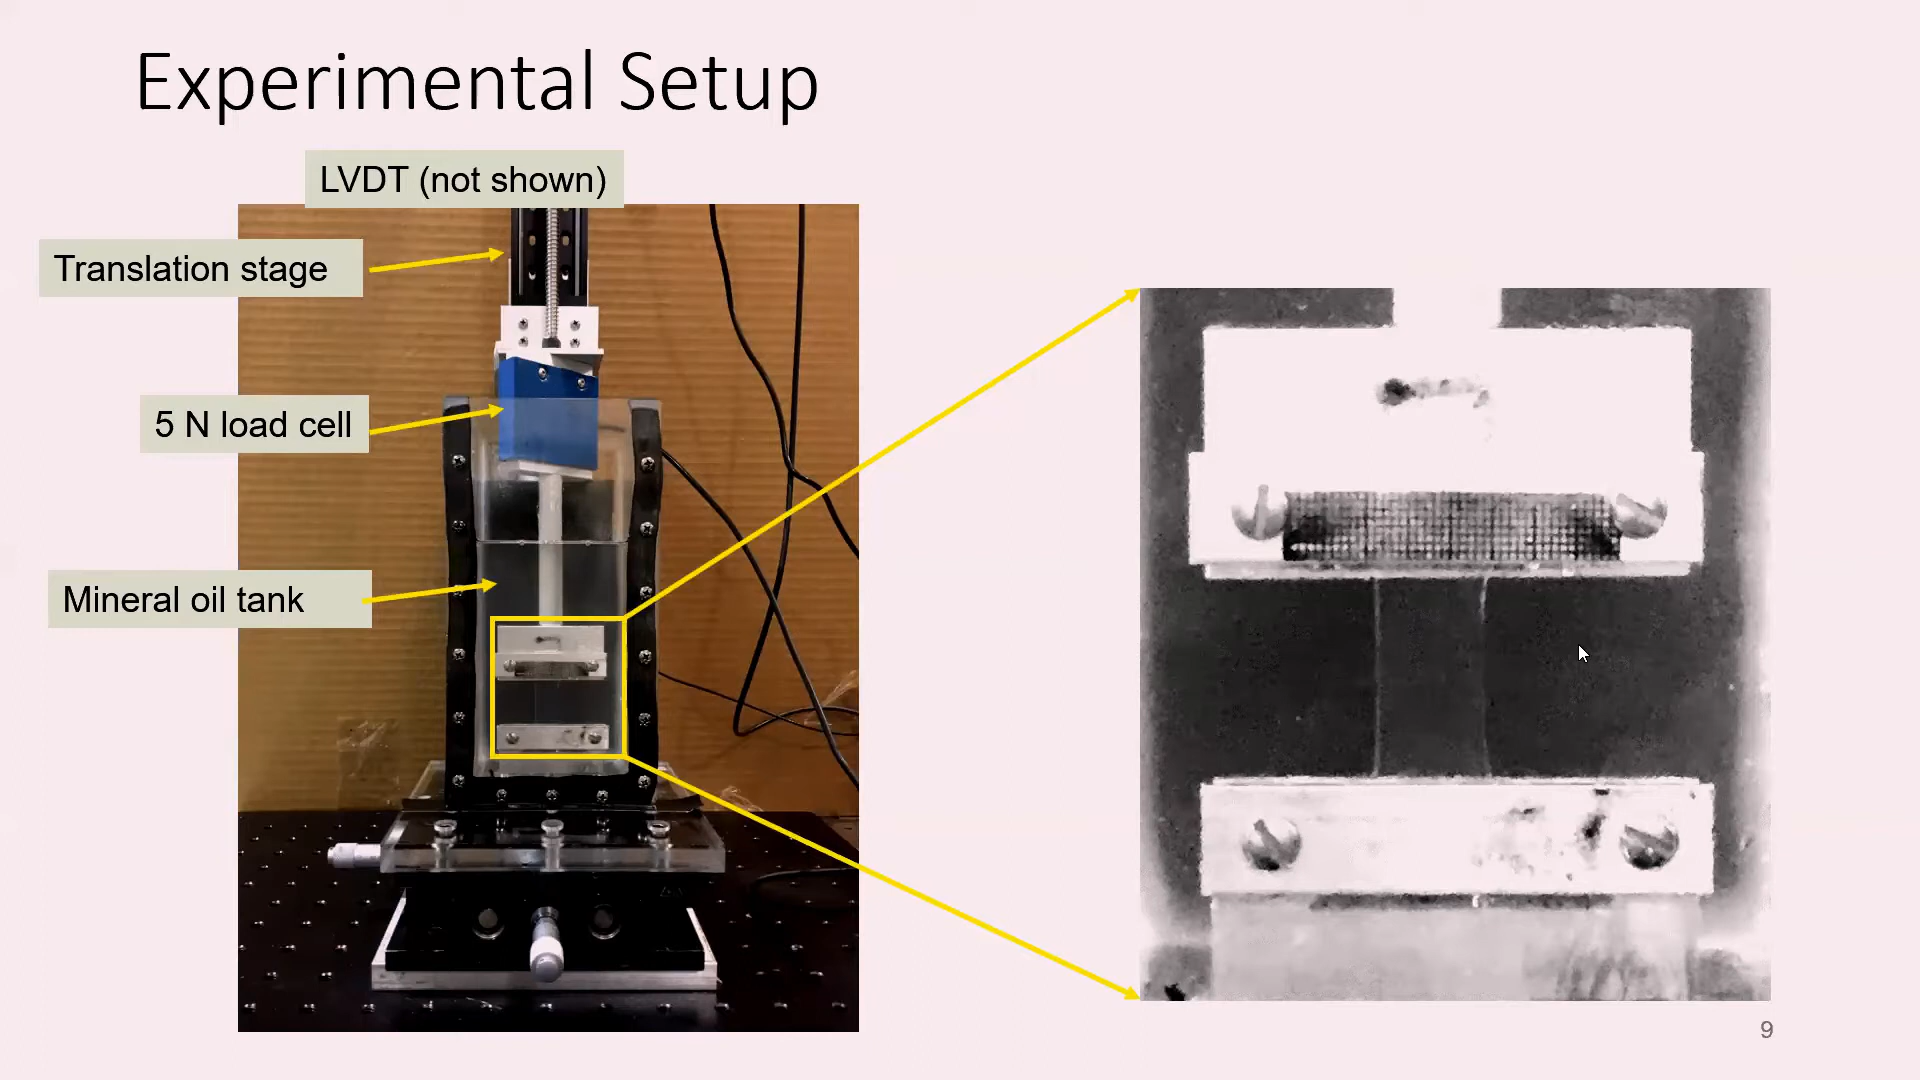 Experimental Setup
LVDT (not shown)
Translation stage
5 N load cell
Mineral oil tank
9